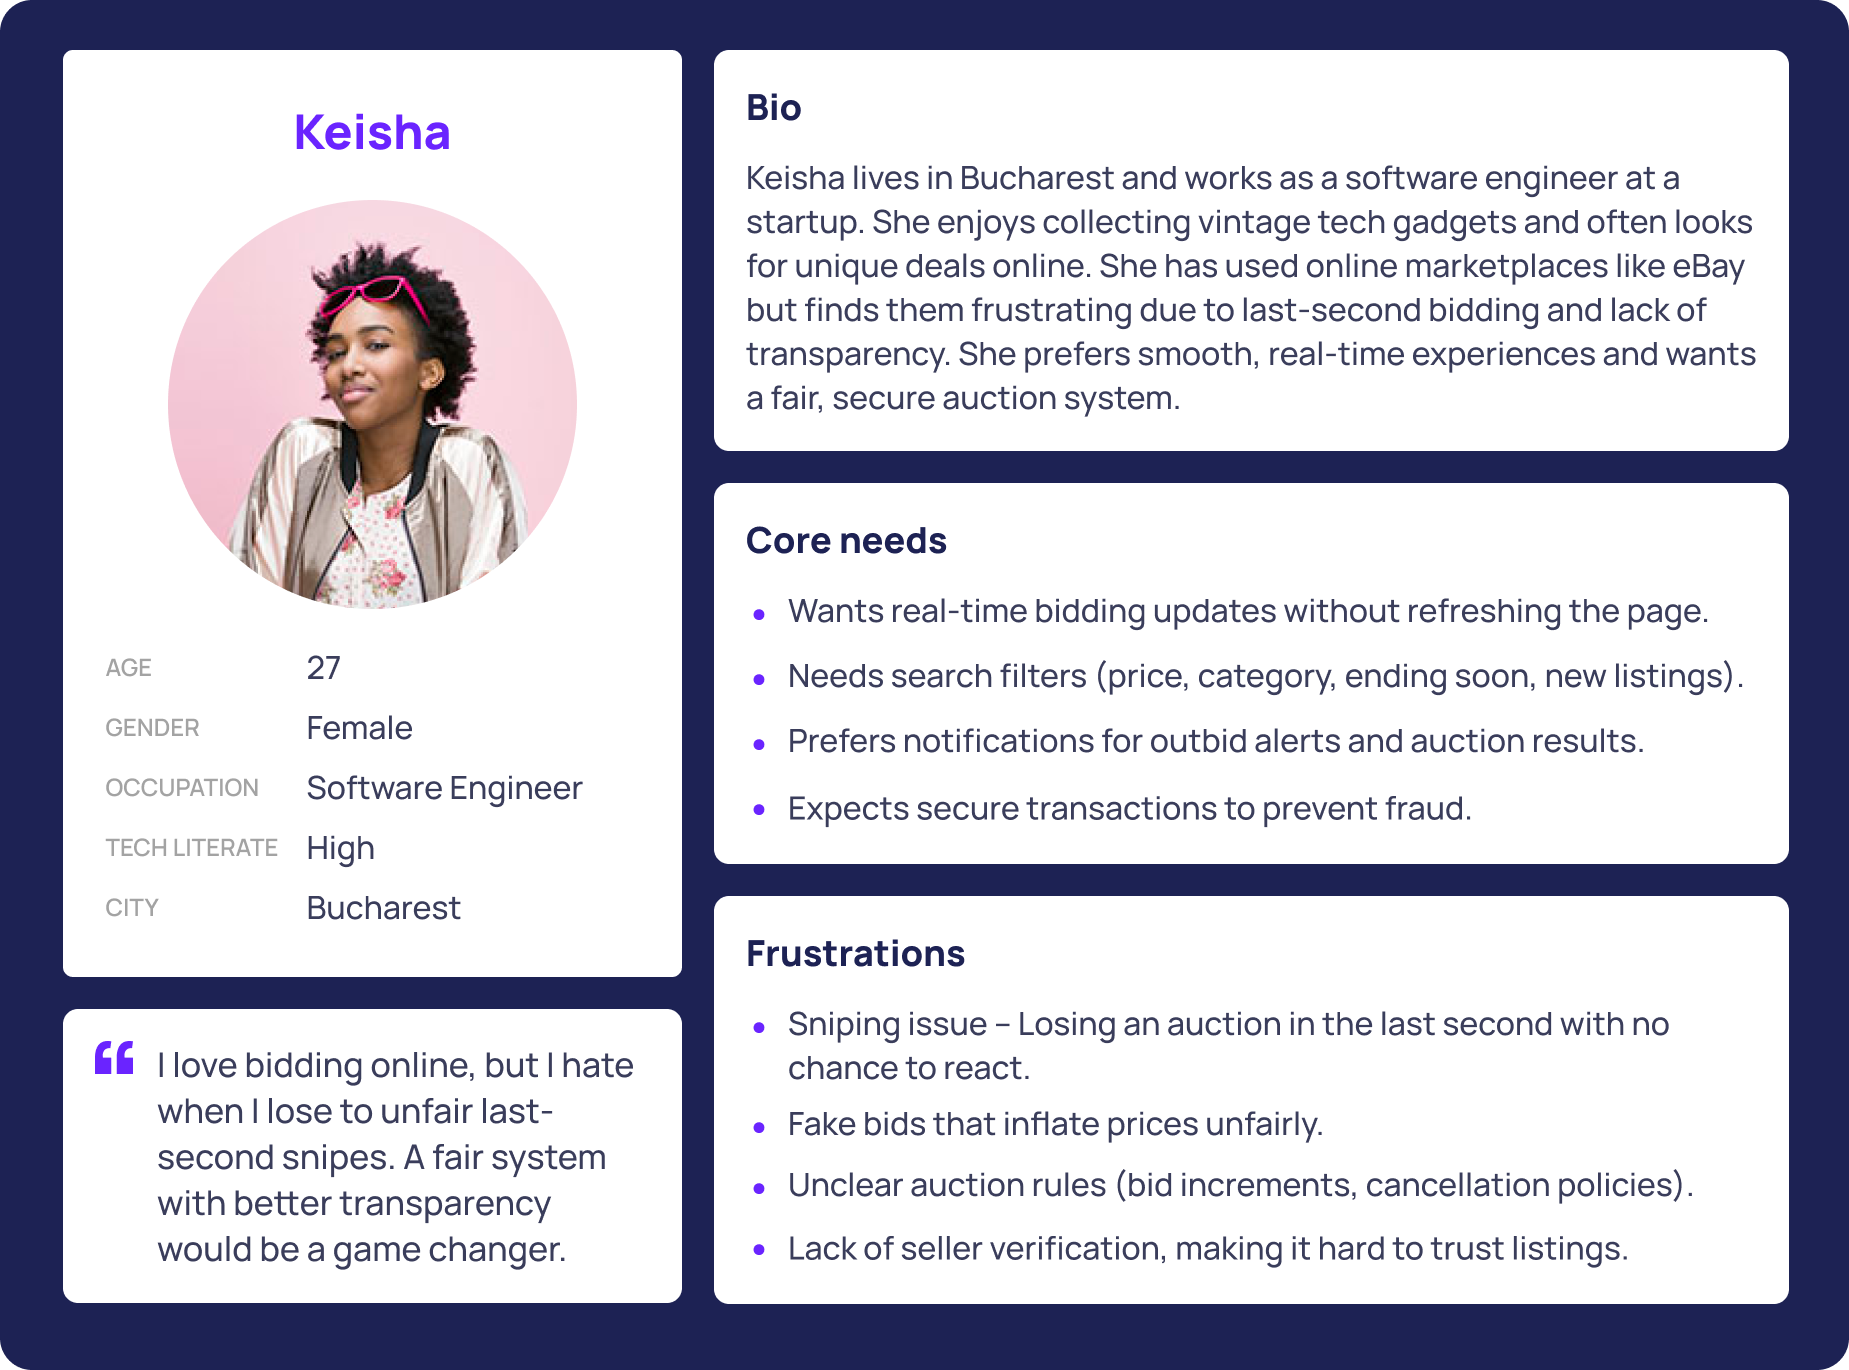 Keisha
AGE 27
GENDER Female
OCCUPATION Software Engineer
TECH LITERATE High
CITY Bucharest
❝ I love bidding online, but I hate
when I lose to unfair last-
second snipes. A fair system
with better transparency
would be a game changer.
Bio
Keisha lives in Bucharest and works as a software engineer at a
startup. She enjoys collecting vintage tech gadgets and often looks
for unique deals online. She has used online marketplaces like eBay
but finds them frustrating due to last-second bidding and lack of
transparency. She prefers smooth, real-time experiences and wants
a fair, secure auction system.
Core needs
• Wants real-time bidding updates without refreshing the page.
• Needs search filters (price, category, ending soon, new listings).
• Prefers notifications for outbid alerts and auction results.
• Expects secure transactions to prevent fraud.
Frustrations
• Sniping issue – Losing an auction in the last second with no
chance to react.
• Fake bids that inflate prices unfairly.
• Unclear auction rules (bid increments, cancellation policies).
• Lack of seller verification, making it hard to trust listings.